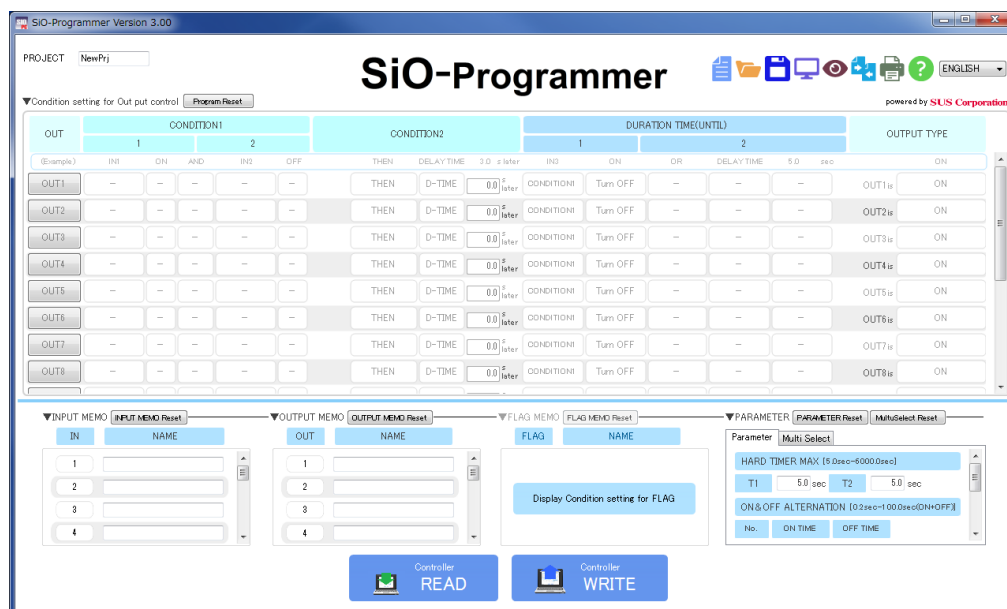 SiO-Programmer Version 3.00
PROJECT NewPrj
SiO-Programmer
ENGLISH
▼Condition setting for Out put control Program Reset
powered by SUS Corporation
OUT CONDITION1 CONDITION2 DURATION TIME(UNTIL) OUTPUT TYPE
1 2 1 2
(Example) IN1 ON AND IN2 OFF THEN DELAY TIME 2.0 s later IN3 ON OR DELAY TIME 5.0 sec ON
OUT1 - - - - - THEN D-TIME 0.0 s later CONDITION1 Turn OFF - - - OUT1 is ON
OUT2 - - - - - THEN D-TIME 0.0 s later CONDITION1 Turn OFF - - - OUT2 is ON
OUT3 - - - - - THEN D-TIME 0.0 s later CONDITION1 Turn OFF - - - OUT3 is ON
OUT4 - - - - - THEN D-TIME 0.0 s later CONDITION1 Turn OFF - - - OUT4 is ON
OUT5 - - - - - THEN D-TIME 0.0 s later CONDITION1 Turn OFF - - - OUT5 is ON
OUT6 - - - - - THEN D-TIME 0.0 s later CONDITION1 Turn OFF - - - OUT6 is ON
OUT7 - - - - - THEN D-TIME 0.0 s later CONDITION1 Turn OFF - - - OUT7 is ON
OUT8 - - - - - THEN D-TIME 0.0 s later CONDITION1 Turn OFF - - - OUT8 is ON
▼INPUT MEMO INPUT MEMO Reset
IN NAME
1
2
3
4
▼OUTPUT MEMO OUTPUT MEMO Reset
OUT NAME
1
2
3
4
▼FLAG MEMO FLAG MEMO Reset
FLAG NAME
Display Condition setting for FLAG
▼PARAMETER PARAMETER Reset MultuSelect Reset
Parameter Multi Select
HARD TIMER MAX [5.0sec-6000.0sec]
T1 5.0 sec T2 5.0 sec
ON&OFF ALTERNATION [0.2sec-100.0sec(ON+OFF)]
No. ON TIME OFF TIME
Controller
READ
Controller
WRITE